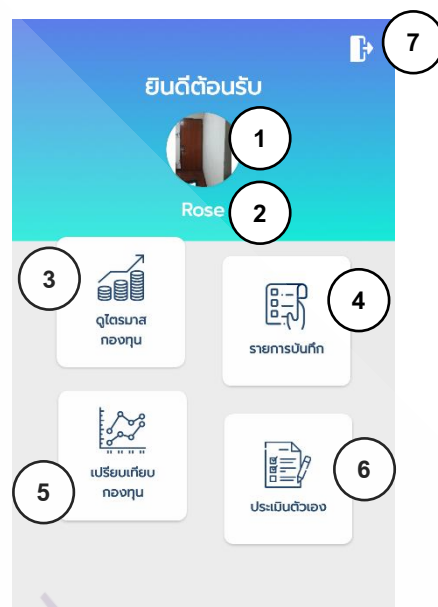 7
ยินดีต้อนรับ
1
Rose
2
3
ดูไตรมาส
กองทุน
4
รายการบันทึก
5
เปรียบเทียบ
กองทุน
6
ประเมินตัวเอง